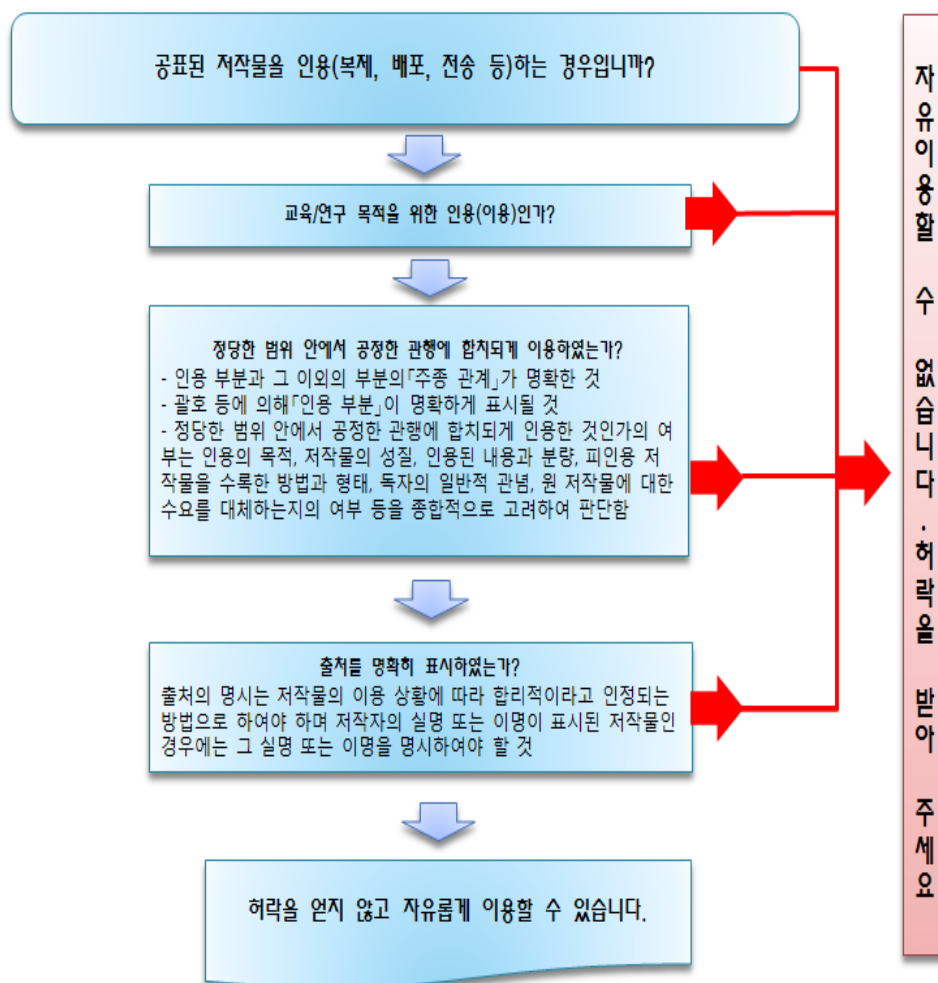 공표된 저작물을 인용(복제, 배포, 전송 등)하는 경우입니까?
교육/연구 목적을 위한 인용(이용)인가?
정당한 범위 안에서 공정한 관행에 합치되게 이용하였는가?
- 인용 부분과 그 이외의 부분의「주종 관계」가 명확한 것
- 괄호 등에 의해「인용 부분」이 명확하게 표시될 것
- 정당한 범위 안에서 공정한 관행에 합치되게 인용한 것인가의 여
부는 인용의 목적, 저작물의 성질, 인용된 내용과 분량, 피인용 저
작물을 수록한 방법과 형태, 독자의 일반적 관념, 원 저작물에 대한
수요를 대체하는지의 여부 등을 종합적으로 고려하여 판단함
출처를 명확히 표시하였는가?
출처의 명시는 저작물의 이용 상황에 따라 합리적이라고 인정되는
방법으로 하여야 하며 저작자의 실명 또는 이명이 표시된 저작물인
경우에는 그 실명 또는 이명을 명시하여야 할 것
허락을 얻지 않고 자유롭게 이용할 수 있습니다.
자유이용할 수 없습니다.허락을 받아 주세요